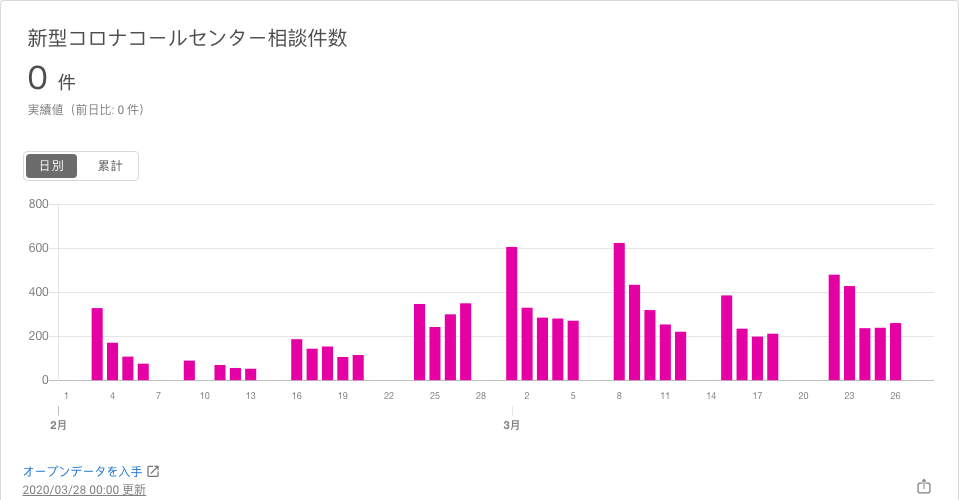 新型コロナコールセンター相談件数
0 件
実績値（前日比: 0 件）
日別 累計
800
600
400
200
0
1 4 7 10 13 16 19 22 25 28 2 5 8 11 14 17 20 23 26
2月 3月
オープンデータを入手
2020/03/28 00:00 更新